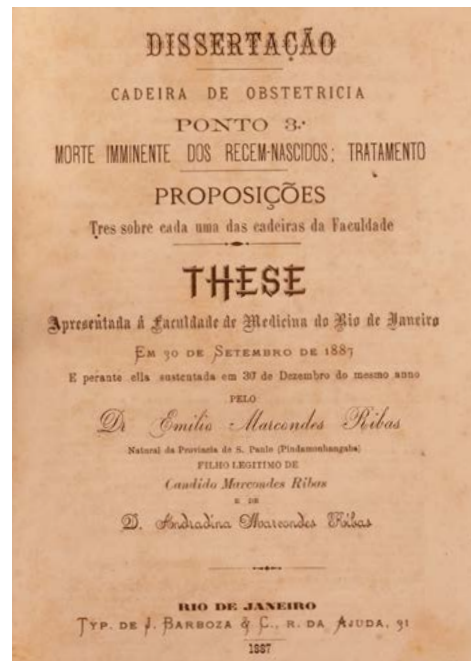 DISSERTAÇÃO
CADEIRA DE OBSTETRICIA
PONTO 3.º
MORTE IMMINENTE DOS RECEM-NASCIDOS; TRATAMENTO
PROPOSIÇÕES
Tres sobre cada uma das cadeiras da Faculdade
THESE
Apresentada á Faculdade de Medicina do Rio de Janeiro
EM 30 DE SETEMBRO DE 1887
E perante ella sustentada em 30 de Dezembro do mesmo anno
PELO
Dr Emilio Marcondes Ribas
Natural da Provincia de S. Paulo (Pindamonhangaba)
FILHO LEGITIMO DE
Candido Marcondes Ribas
E DE
D. Andradina Marcondes Ribas
RIO DE JANEIRO
TYP. DE J. BARBOZA & C., R. DA AJUDA, 31
1887